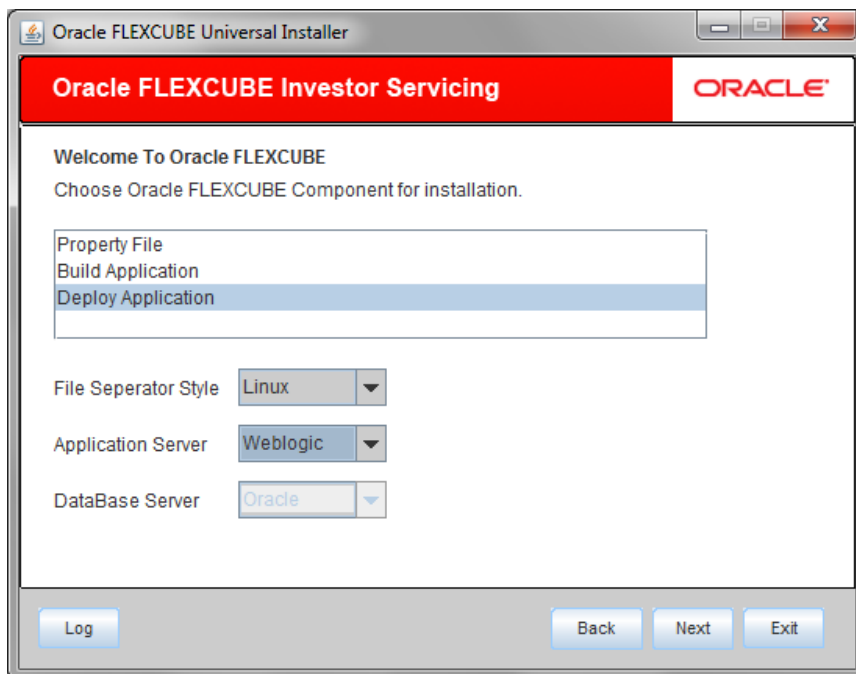 Oracle FLEXCUBE Universal Installer
Oracle FLEXCUBE Investor Servicing
ORACLE
Welcome To Oracle FLEXCUBE
Choose Oracle FLEXCUBE Component for installation.
Property File
Build Application
Deploy Application
File Seperator Style Linux
Application Server Weblogic
DataBase Server Oracle
Log Back Next Exit